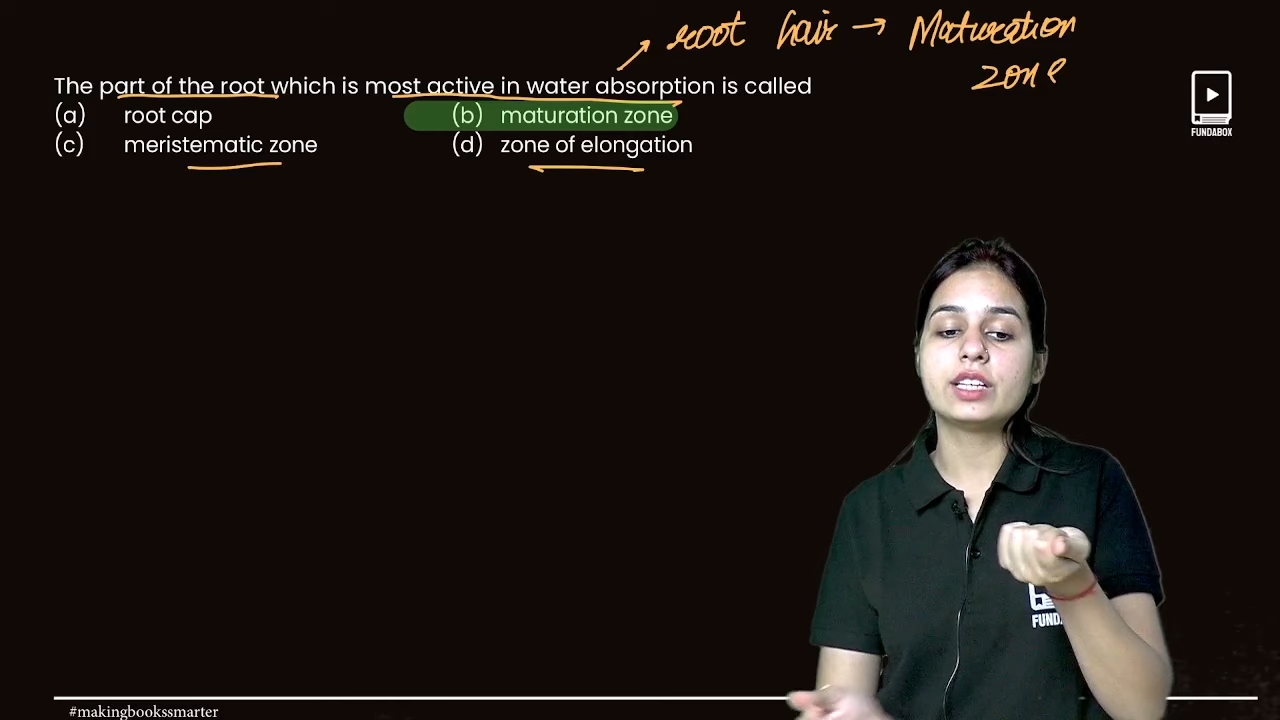 root hair → Maturation
zone
The part of the root which is most active in water absorption is called
(a) root cap (b) maturation zone
(c) meristematic zone (d) zone of elongation
FUNDABOX
FUND
#makingbookssmarter